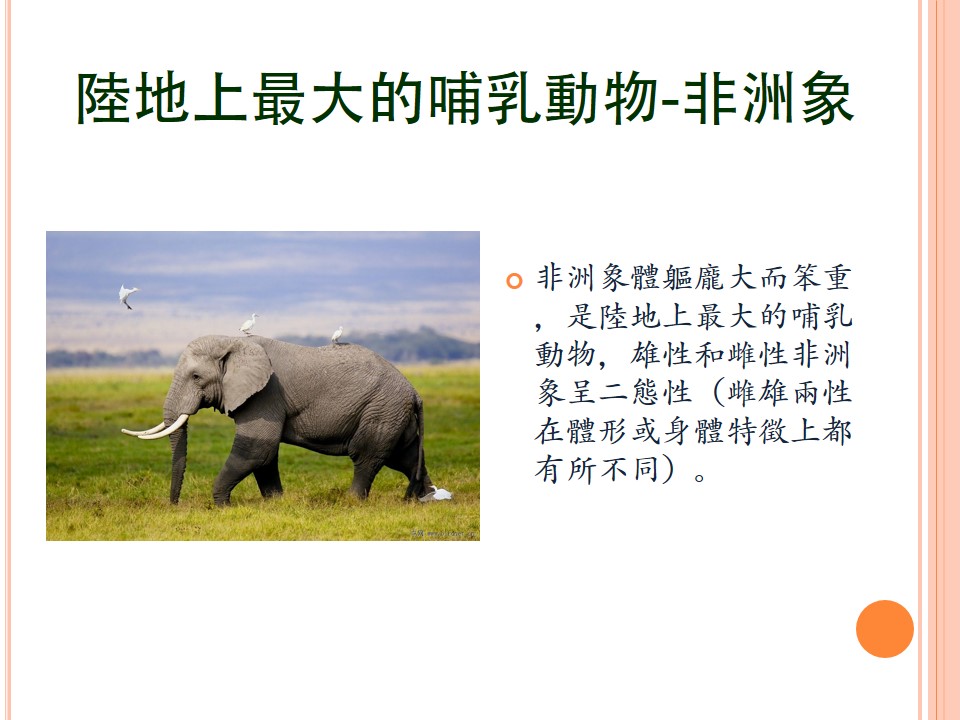 陸地上最大的哺乳動物-非洲象
非洲象體軀龐大而笨重
，是陸地上最大的哺乳
動物，雄性和雌性非洲
象呈二態性（雌雄兩性
在體形或身體特徵上都
有所不同）。